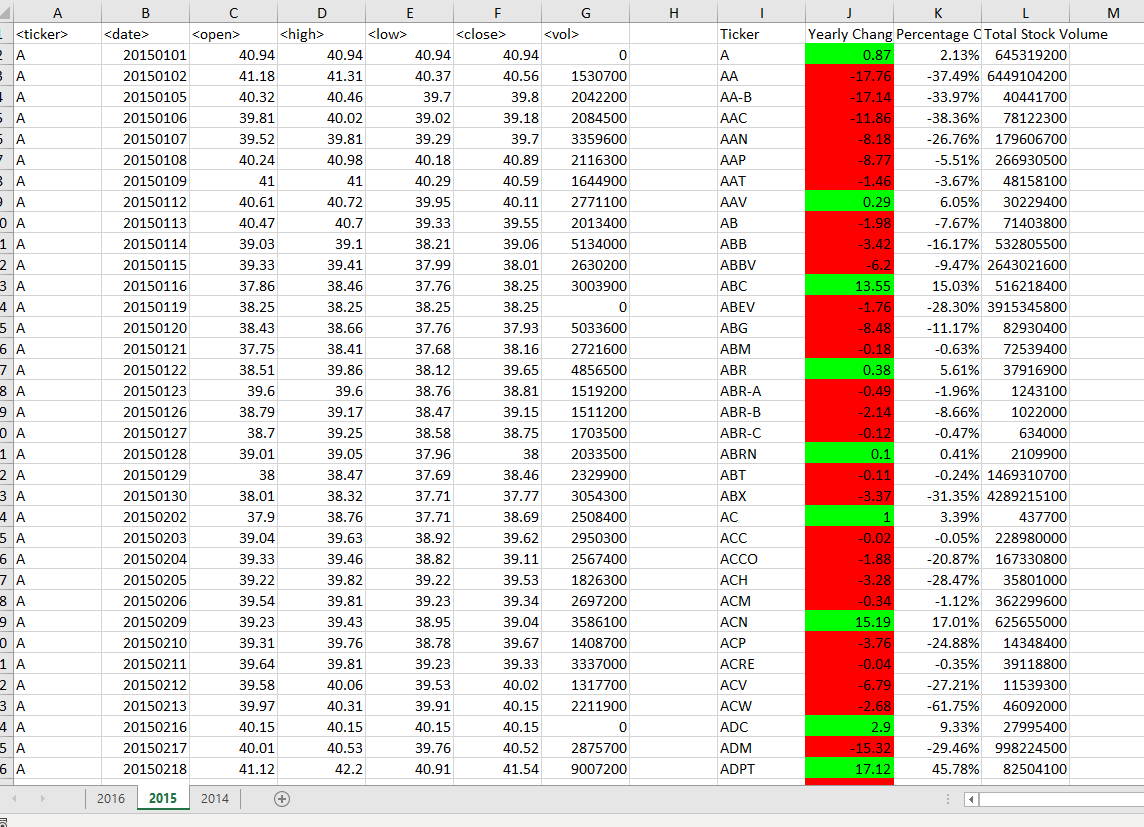 A B C D E F G H I J K L M
<ticker> <date> <open> <high> <low> <close> <vol> Ticker Yearly Chang Percentage C Total Stock Volume
2 A 20150101 40.94 40.94 40.94 40.94 0 A 0.87 2.13% 645319200
3 A 20150102 41.18 41.31 40.37 40.56 1530700 AA -17.76 -37.49% 6449104200
4 A 20150105 40.32 40.46 39.7 39.8 2042200 AA-B -17.14 -33.97% 40441700
5 A 20150106 39.81 40.02 39.02 39.18 2084500 AAC -11.86 -38.36% 78122300
6 A 20150107 39.52 39.81 39.29 39.7 3359600 AAN -8.18 -26.76% 179606700
7 A 20150108 40.24 40.98 40.18 40.89 2116300 AAP -8.77 -5.51% 266930500
8 A 20150109 41 41 40.29 40.59 1644900 AAT -1.46 -3.67% 48158100
9 A 20150112 40.61 40.72 39.95 40.11 2771100 AAV 0.29 6.05% 30229400
0 A 20150113 40.47 40.7 39.33 39.55 2013400 AB -1.98 -7.67% 71403800
1 A 20150114 39.03 39.1 38.21 39.06 5134000 ABB -3.42 -16.17% 532805500
2 A 20150115 39.33 39.41 37.99 38.01 2630200 ABBV -6.2 -9.47% 2643021600
3 A 20150116 37.86 38.46 37.76 38.25 3003900 ABC 13.55 15.03% 516218400
4 A 20150119 38.25 38.25 38.25 38.25 0 ABEV -1.76 -28.30% 3915345800
5 A 20150120 38.43 38.66 37.76 37.93 5033600 ABG -8.48 -11.17% 82930400
6 A 20150121 37.75 38.41 37.68 38.16 2721600 ABM -0.18 -0.63% 72539400
7 A 20150122 38.51 39.86 38.12 39.65 4856500 ABR 0.38 5.61% 37916900
8 A 20150123 39.6 39.6 38.76 38.81 1519200 ABR-A -0.49 -1.96% 1243100
9 A 20150126 38.79 39.17 38.47 39.15 1511200 ABR-B -2.14 -8.66% 1022000
0 A 20150127 38.7 39.25 38.58 38.75 1703500 ABR-C -0.12 -0.47% 634000
1 A 20150128 39.01 39.05 37.96 38 2033500 ABRN 0.1 0.41% 2109900
2 A 20150129 38 38.47 37.69 38.46 2329900 ABT -0.11 -0.24% 1469310700
3 A 20150130 38.01 38.32 37.71 37.77 3054300 ABX -3.37 -31.35% 4289215100
4 A 20150202 37.9 38.76 37.71 38.69 2508400 AC 1 3.39% 437700
5 A 20150203 39.04 39.63 38.92 39.62 2950300 ACC -0.02 -0.05% 228980000
6 A 20150204 39.33 39.46 38.82 39.11 2567400 ACCO -1.88 -20.87% 167330800
7 A 20150205 39.22 39.82 39.22 39.53 1826300 ACH -3.28 -28.47% 35801000
8 A 20150206 39.54 39.81 39.23 39.34 2697200 ACM -0.34 -1.12% 362299600
9 A 20150209 39.23 39.43 38.95 39.04 3586100 ACN 15.19 17.01% 625655000
0 A 20150210 39.31 39.76 38.78 39.67 1408700 ACP -3.76 -24.88% 14348400
1 A 20150211 39.64 39.81 39.23 39.33 3337000 ACRE -0.04 -0.35% 39118800
2 A 20150212 39.58 40.06 39.53 40.02 1317700 ACV -6.79 -27.21% 11539300
3 A 20150213 39.97 40.31 39.91 40.15 2211900 ACW -2.68 -61.75% 46092000
4 A 20150216 40.15 40.15 40.15 40.15 0 ADC 2.9 9.33% 27995400
5 A 20150217 40.01 40.53 39.76 40.52 2875700 ADM -15.32 -29.46% 998224500
6 A 20150218 41.12 42.2 40.91 41.54 9007200 ADPT 17.12 45.78% 82504100
2016 2015 2014